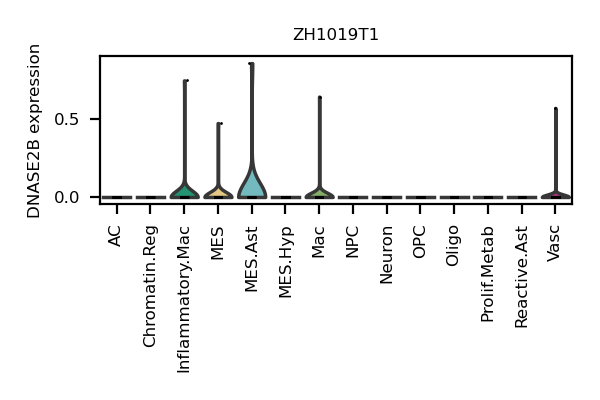 ZH1019T1
DNASE2B expression
0.5
0.0
AC
Chromatin.Reg
Inflammatory.Mac
MES
MES.Ast
MES.Hyp
Mac
NPC
Neuron
OPC
Oligo
Prolif.Metab
Reactive.Ast
Vasc